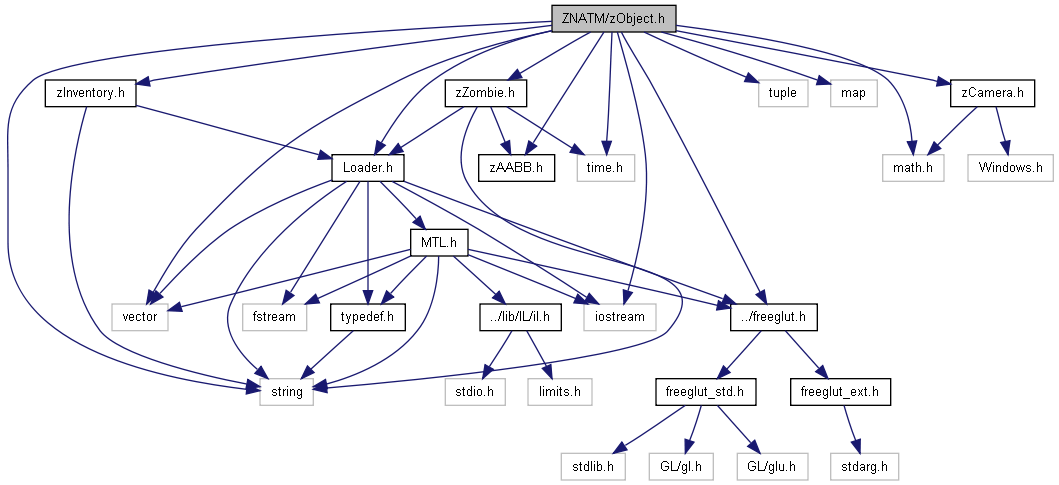 ZNATM/zObject.h
zInventory.h
zZombie.h
tuple
map
zCamera.h
Loader.h
zAABB.h
time.h
math.h
Windows.h
MTL.h
vector
fstream
typedef.h
../lib/IL/il.h
iostream
../freeglut.h
string
stdio.h
limits.h
freeglut_std.h
freeglut_ext.h
stdlib.h
GL/gl.h
GL/glu.h
stdarg.h